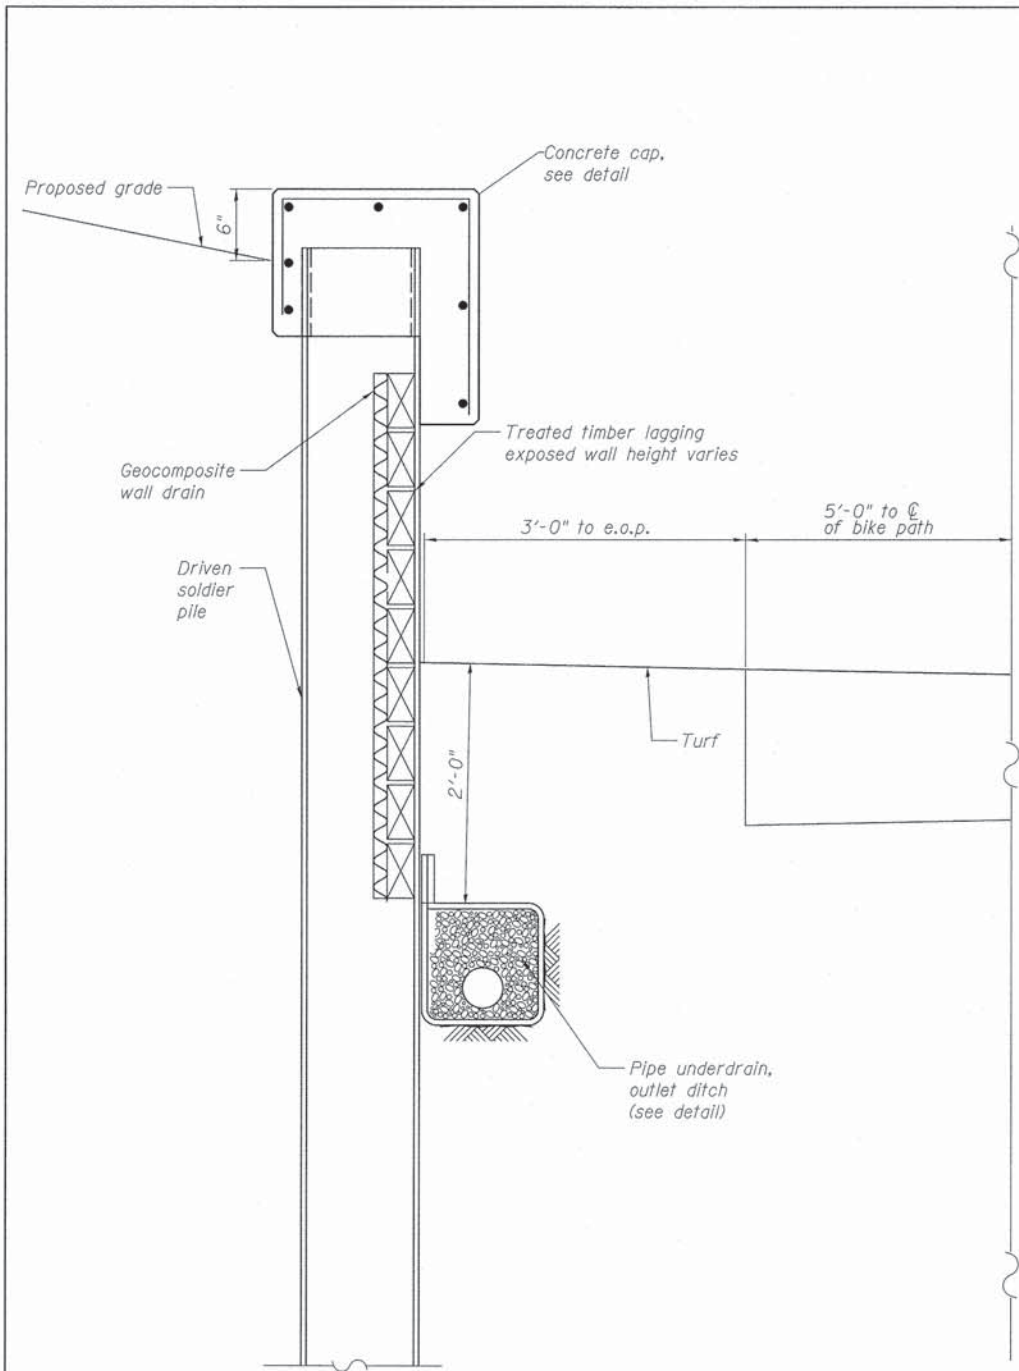 Concrete cap,
see detail
Proposed grade
6"
Treated timber lagging
exposed wall height varies
Geocomposite
wall drain
5'-0" to ℄
of bike path
3'-0" to e.o.p.
Driven
soldier
pile
Turf
2'-0"
Pipe underdrain,
outlet ditch
(see detail)